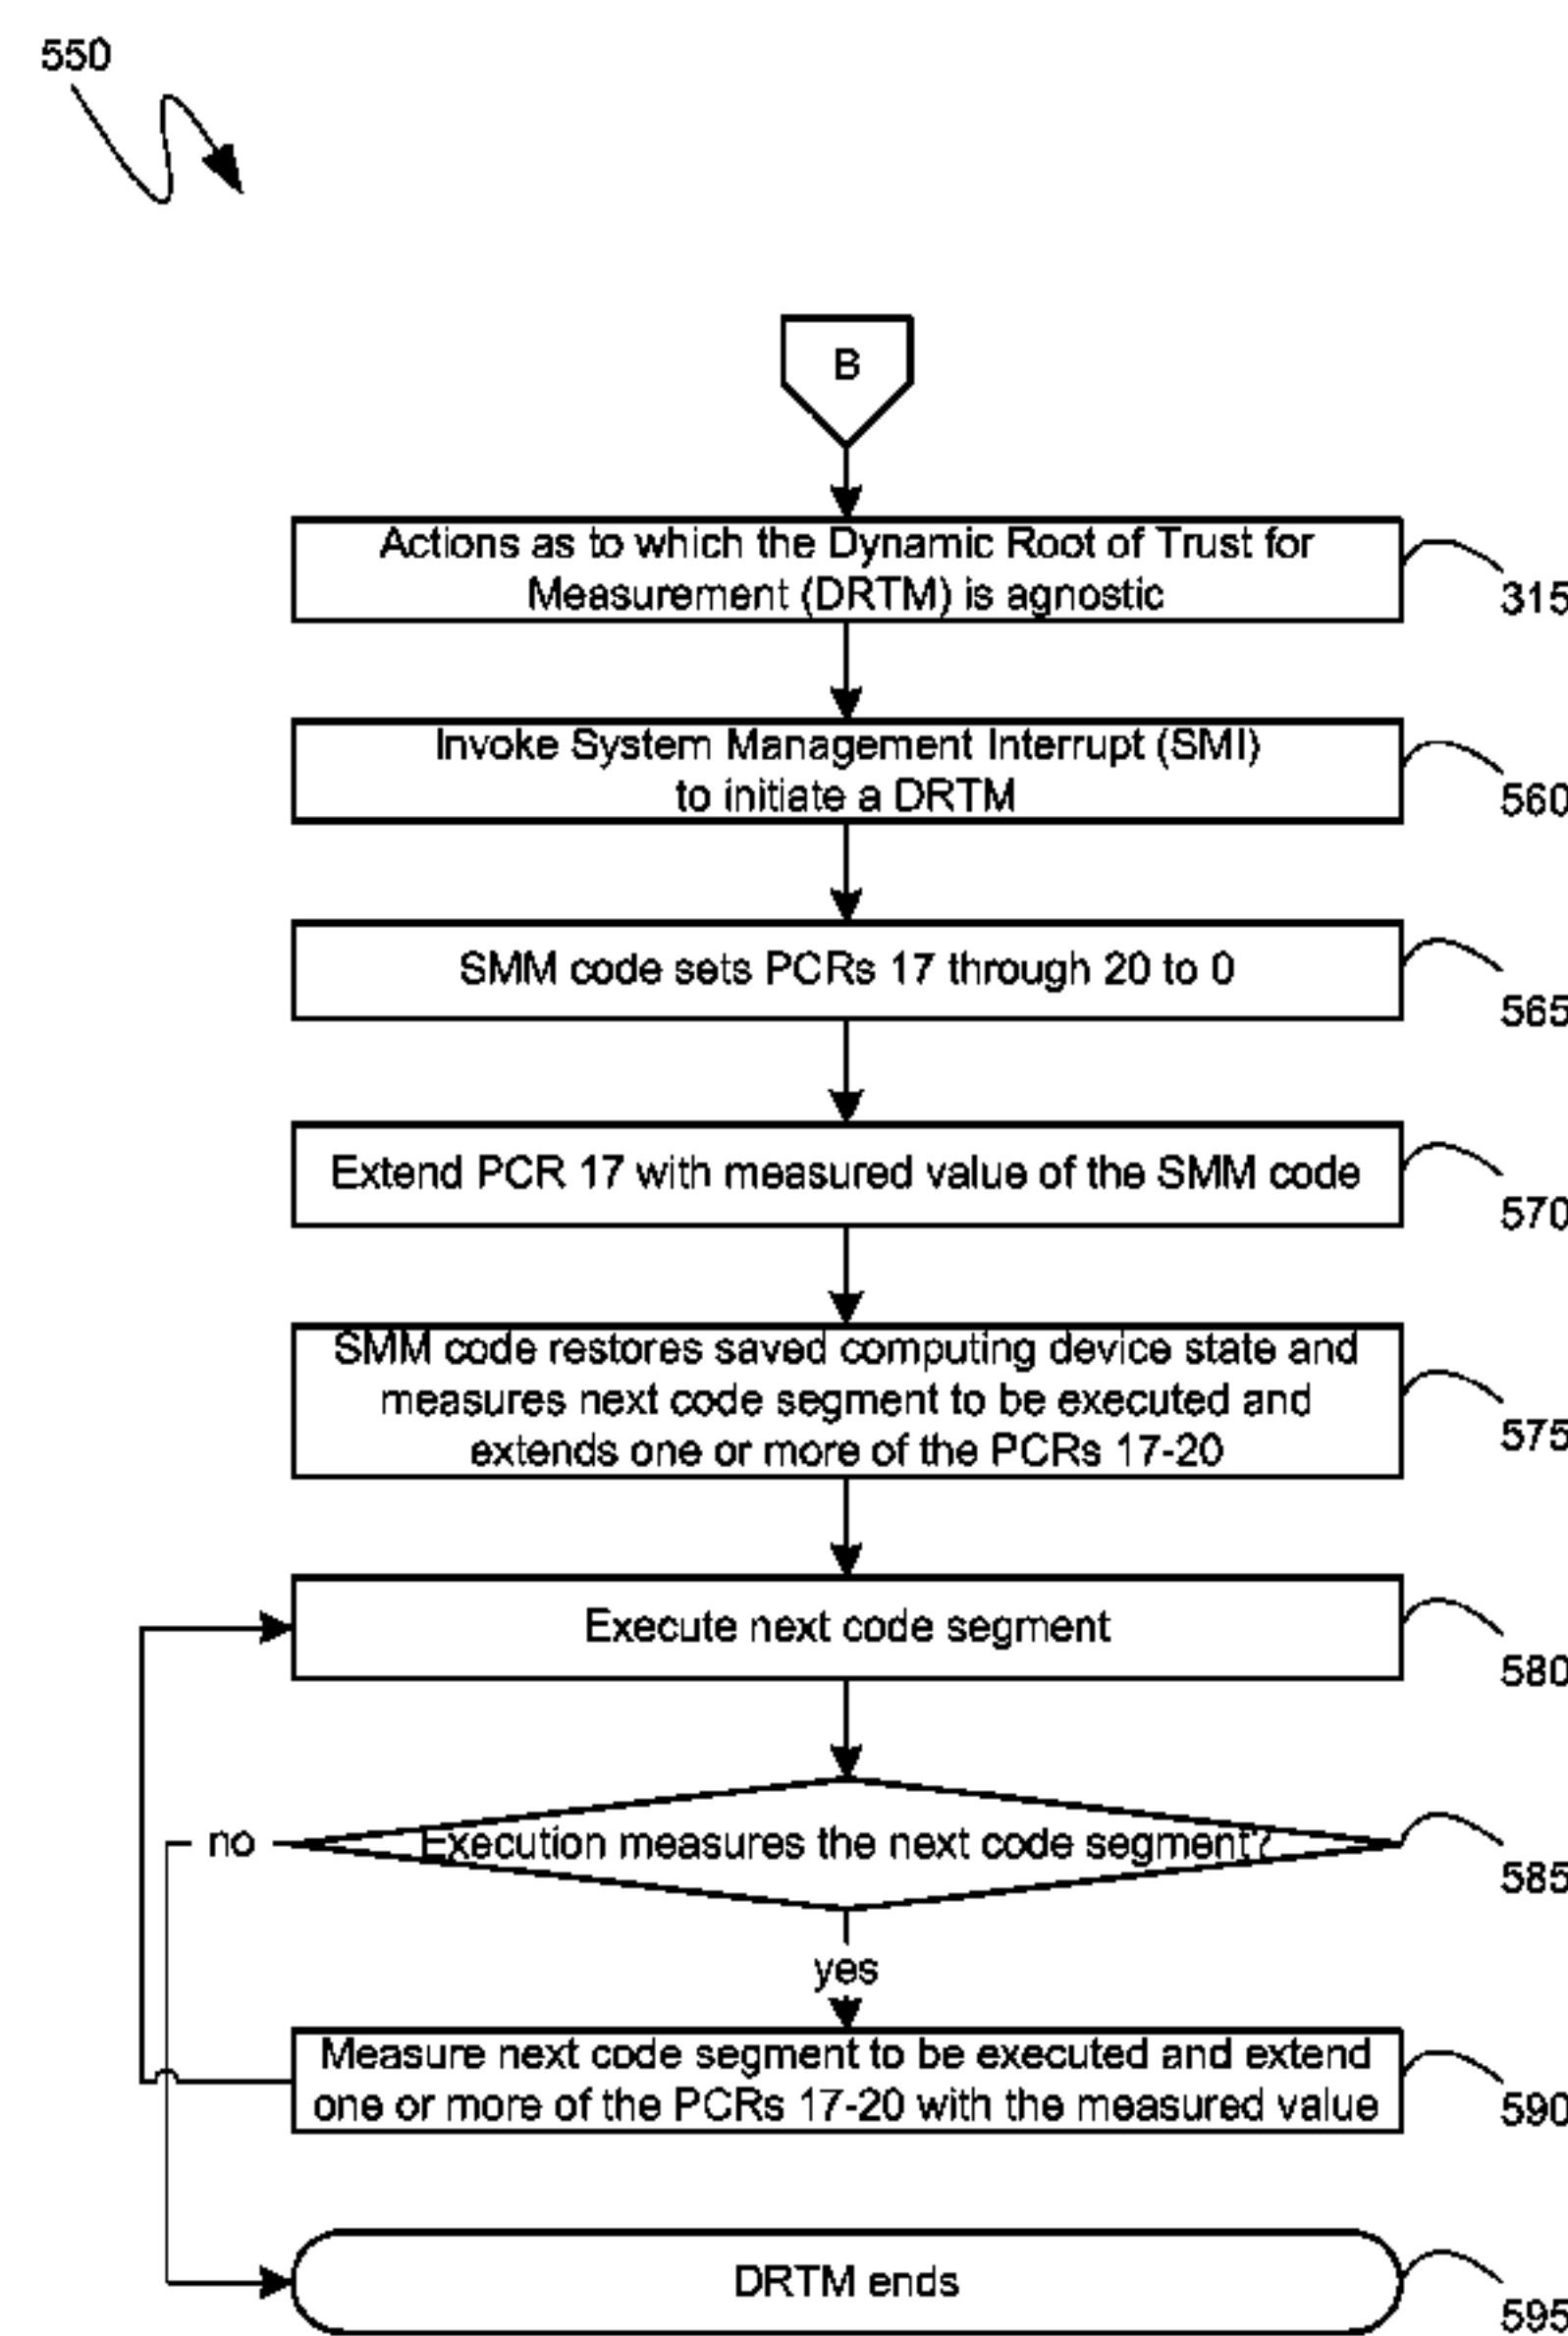 550
B
Actions as to which the Dynamic Root of Trust for
Measurement (DRTM) is agnostic
315
Invoke System Management Interrupt (SMI)
to initiate a DRTM
560
SMM code sets PCRs 17 through 20 to 0
565
Extend PCR 17 with measured value of the SMM code
570
SMM code restores saved computing device state and
measures next code segment to be executed and
extends one or more of the PCRs 17-20
575
Execute next code segment
580
Execution measures the next code segment?
no
585
yes
Measure next code segment to be executed and extend
one or more of the PCRs 17-20 with the measured value
590
DRTM ends
595